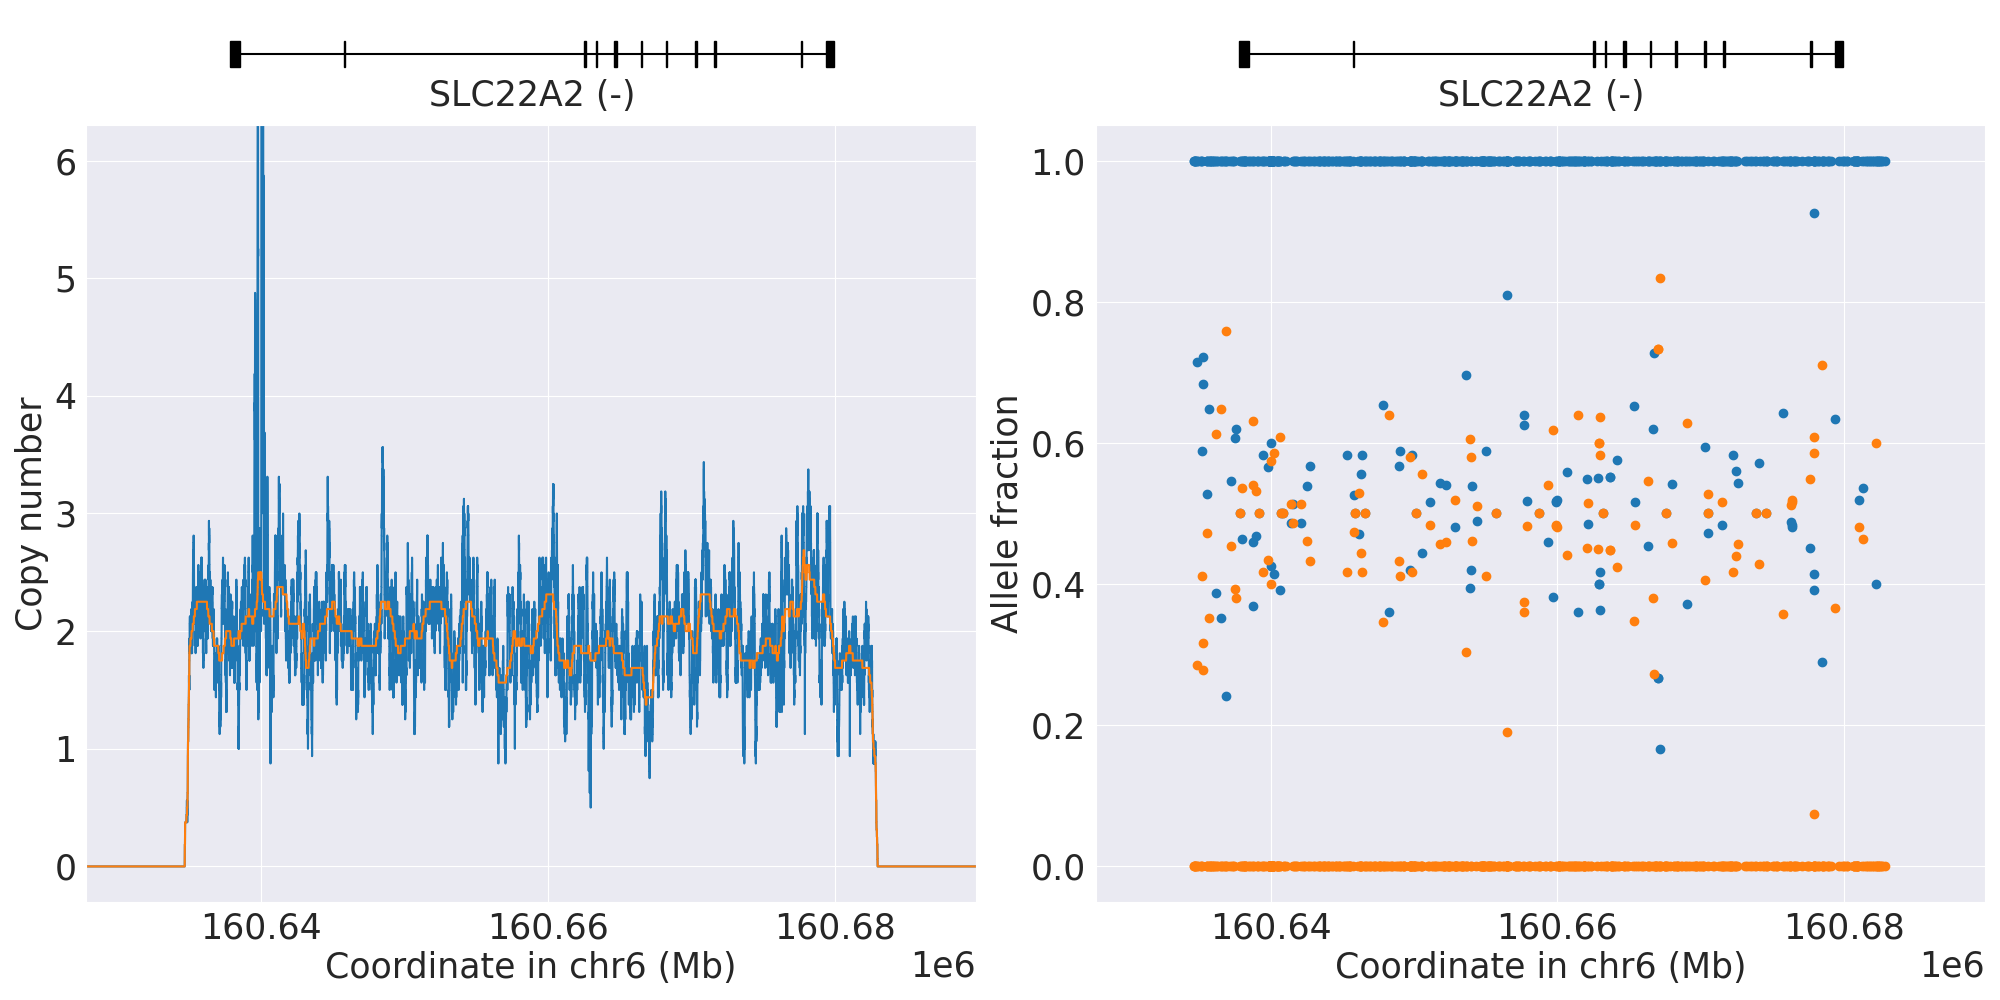 SLC22A2 (-)
6
5
4
3
2
1
0
Copy number
160.64
160.66
160.68
Coordinate in chr6 (Mb)
1e6
SLC22A2 (-)
1.0
0.8
0.6
0.4
0.2
0.0
Allele fraction
160.64
160.66
160.68
Coordinate in chr6 (Mb)
1e6